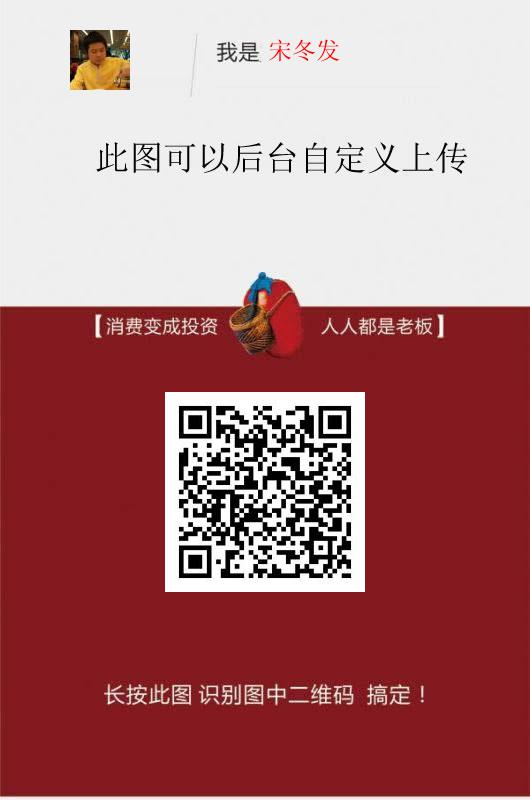 我是 宋冬发
此图可以后台自定义上传
【消费变成投资 人人都是老板】
长按此图 识别图中二维码 搞定！